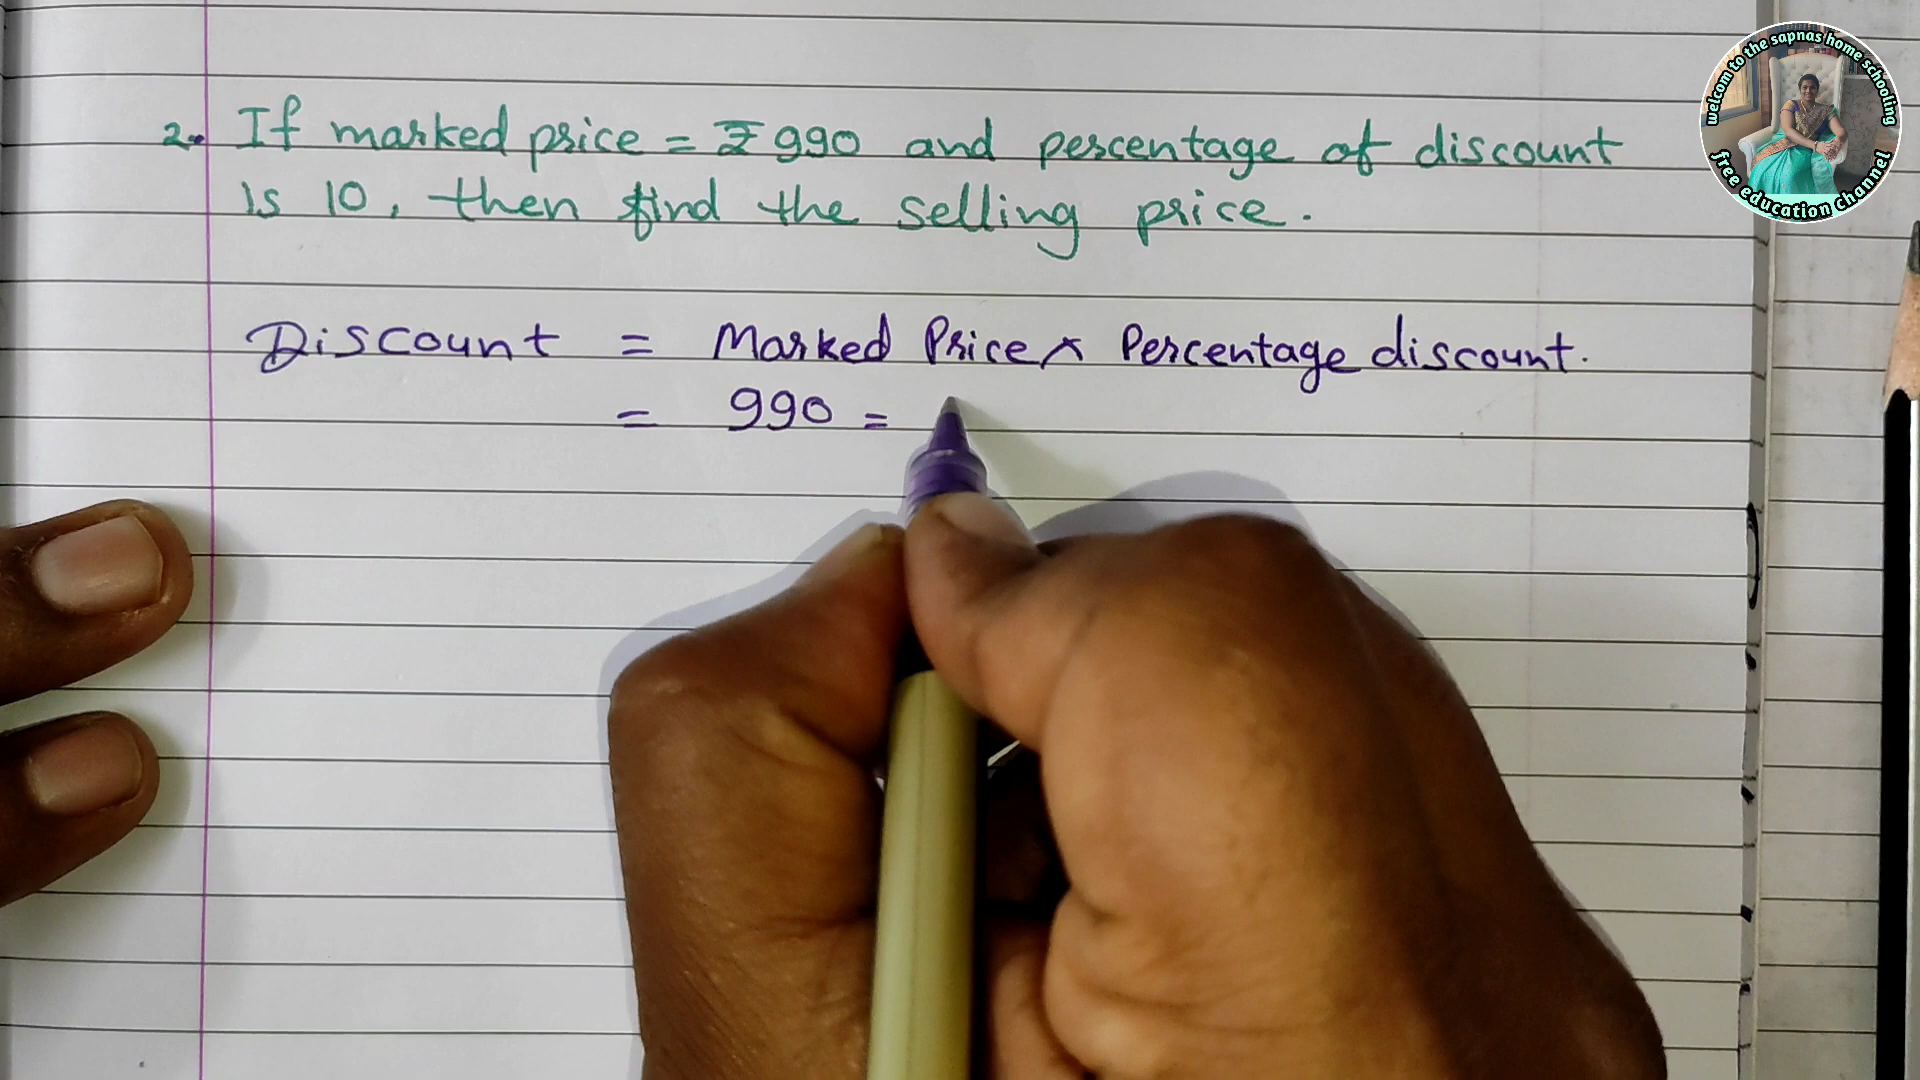 2. If marked price = ₹ 990 and percentage of discount
is 10, then find the selling price.
Discount = Marked Price × Percentage discount.
= 990 =
welcom to the sapnas home schooling
free education channel